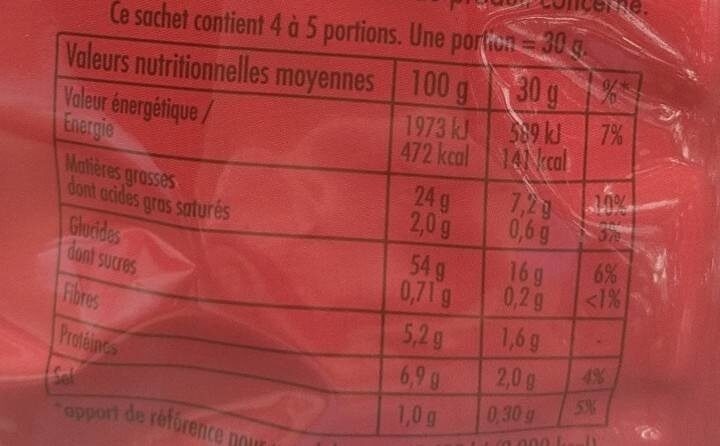 Ce sachet contient 4 à 5 portions. Une portion = 30 g.
Valeurs nutritionnelles moyennes 100 g 30 g %*
Valeur énergétique / 1973 kJ 589 kJ 7%
Energie 472 kcal 141 kcal
Matières grasses 24 g 7,2 g 10%
dont acides gras saturés 2,0 g 0,6 g 3%
Glucides 54 g 16 g 6%
dont sucres 0,71 g 0,2 g <1%
Fibres 5,2 g 1,6 g -
Protéines 6,9 g 2,0 g 4%
Sel 1,0 g 0,30 g 5%
*apport de référence pour